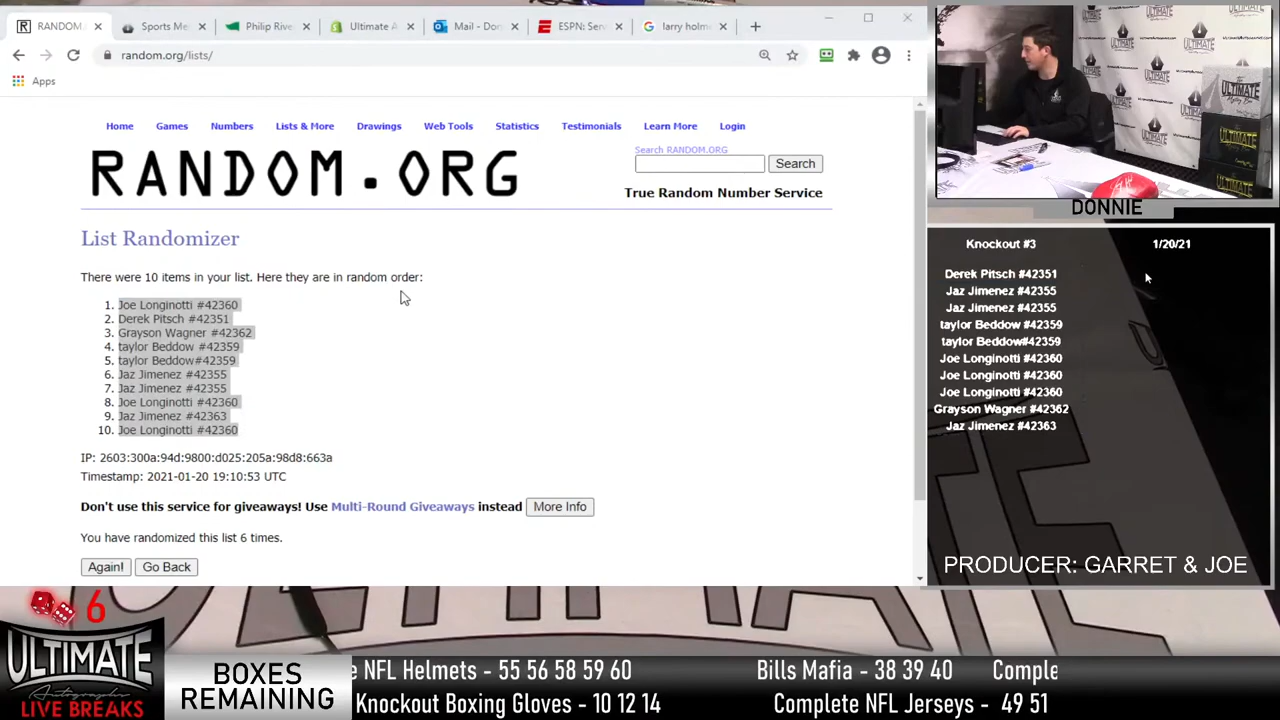 RANDOM.
Sports Me
Philip River
Ultimate A
Mail - Don
ESPN: Serv
larry holm
random.org/lists/
Apps
Home
Games
Numbers
Lists & More
Drawings
Web Tools
Statistics
Testimonials
Learn More
Login
RANDOM.ORG
Search RANDOM.ORG
Search
True Random Number Service
List Randomizer
There were 10 items in your list. Here they are in random order:
1. Joe Longinotti #42360
2. Derek Pitsch #42351
3. Grayson Wagner #42362
4. taylor Beddow #42359
5. taylor Beddow#42359
6. Jaz Jimenez #42355
7. Jaz Jimenez #42355
8. Joe Longinotti #42360
9. Jaz Jimenez #42363
10. Joe Longinotti #42360
IP: 2603:300a:94d:9800:d025:205a:98d8:663a
Timestamp: 2021-01-20 19:10:53 UTC
Don't use this service for giveaways! Use Multi-Round Giveaways instead More Info
You have randomized this list 6 times.
Again! Go Back
ULTIMATE
DONNIE
Knockout #3 1/20/21
Derek Pitsch #42351
Jaz Jimenez #42355
Jaz Jimenez #42355
taylor Beddow #42359
taylor Beddow#42359
Joe Longinotti #42360
Joe Longinotti #42360
Joe Longinotti #42360
Grayson Wagner #42362
Jaz Jimenez #42363
PRODUCER: GARRET & JOE
6
ULTIMATE
Autographs
LIVE BREAKS
BOXES
REMAINING
e NFL Helmets - 55 56 58 59 60 Bills Mafia - 38 39 40 Comple
Knockout Boxing Gloves - 10 12 14 Complete NFL Jerseys - 49 51